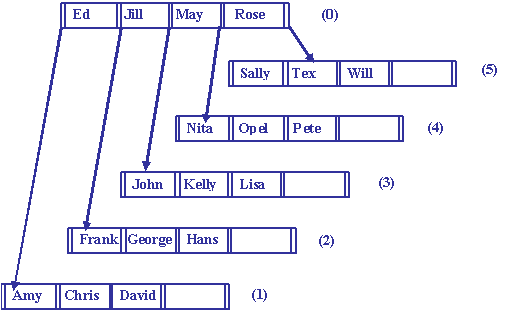 Ed Jill May Rose (0)
Sally Tex Will (5)
Nita Opel Pete (4)
John Kelly Lisa (3)
Frank George Hans (2)
Amy Chris David (1)